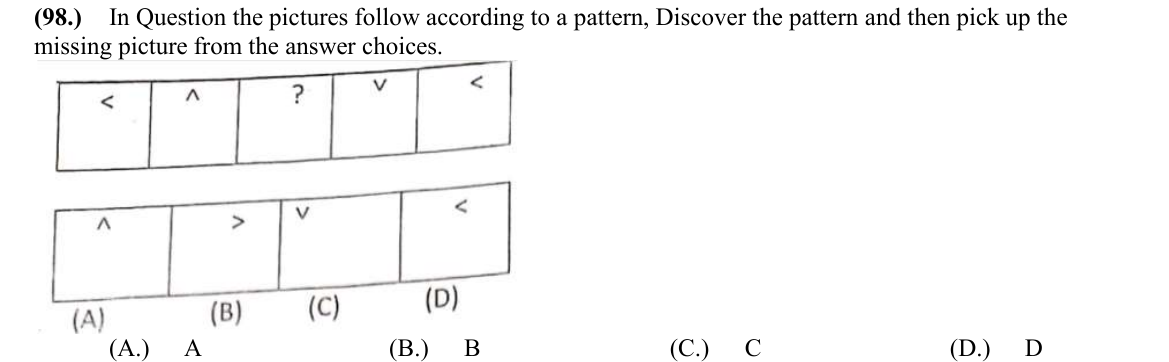 (98.) In Question the pictures follow according to a pattern, Discover the pattern and then pick up the
missing picture from the answer choices.
< ^ ? v <
^ > v <
(A) (B) (C) (D)
(A.) A (B.) B (C.) C (D.) D